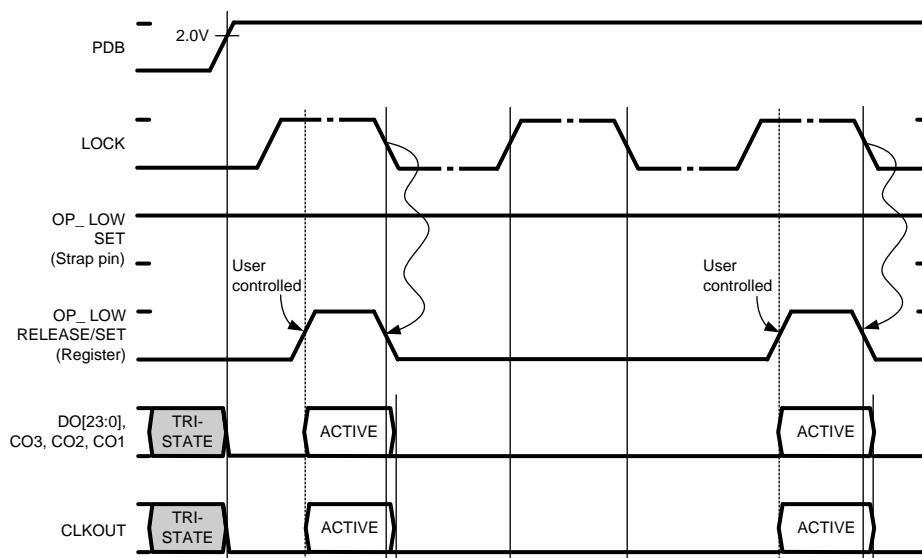 PDB
2.0V
LOCK
OP_ LOW
SET
(Strap pin)
User
controlled
User
controlled
OP_ LOW
RELEASE/SET
(Register)
DO[23:0],
CO3, CO2, CO1
TRI-
STATE
ACTIVE
ACTIVE
CLKOUT
TRI-
STATE
ACTIVE
ACTIVE